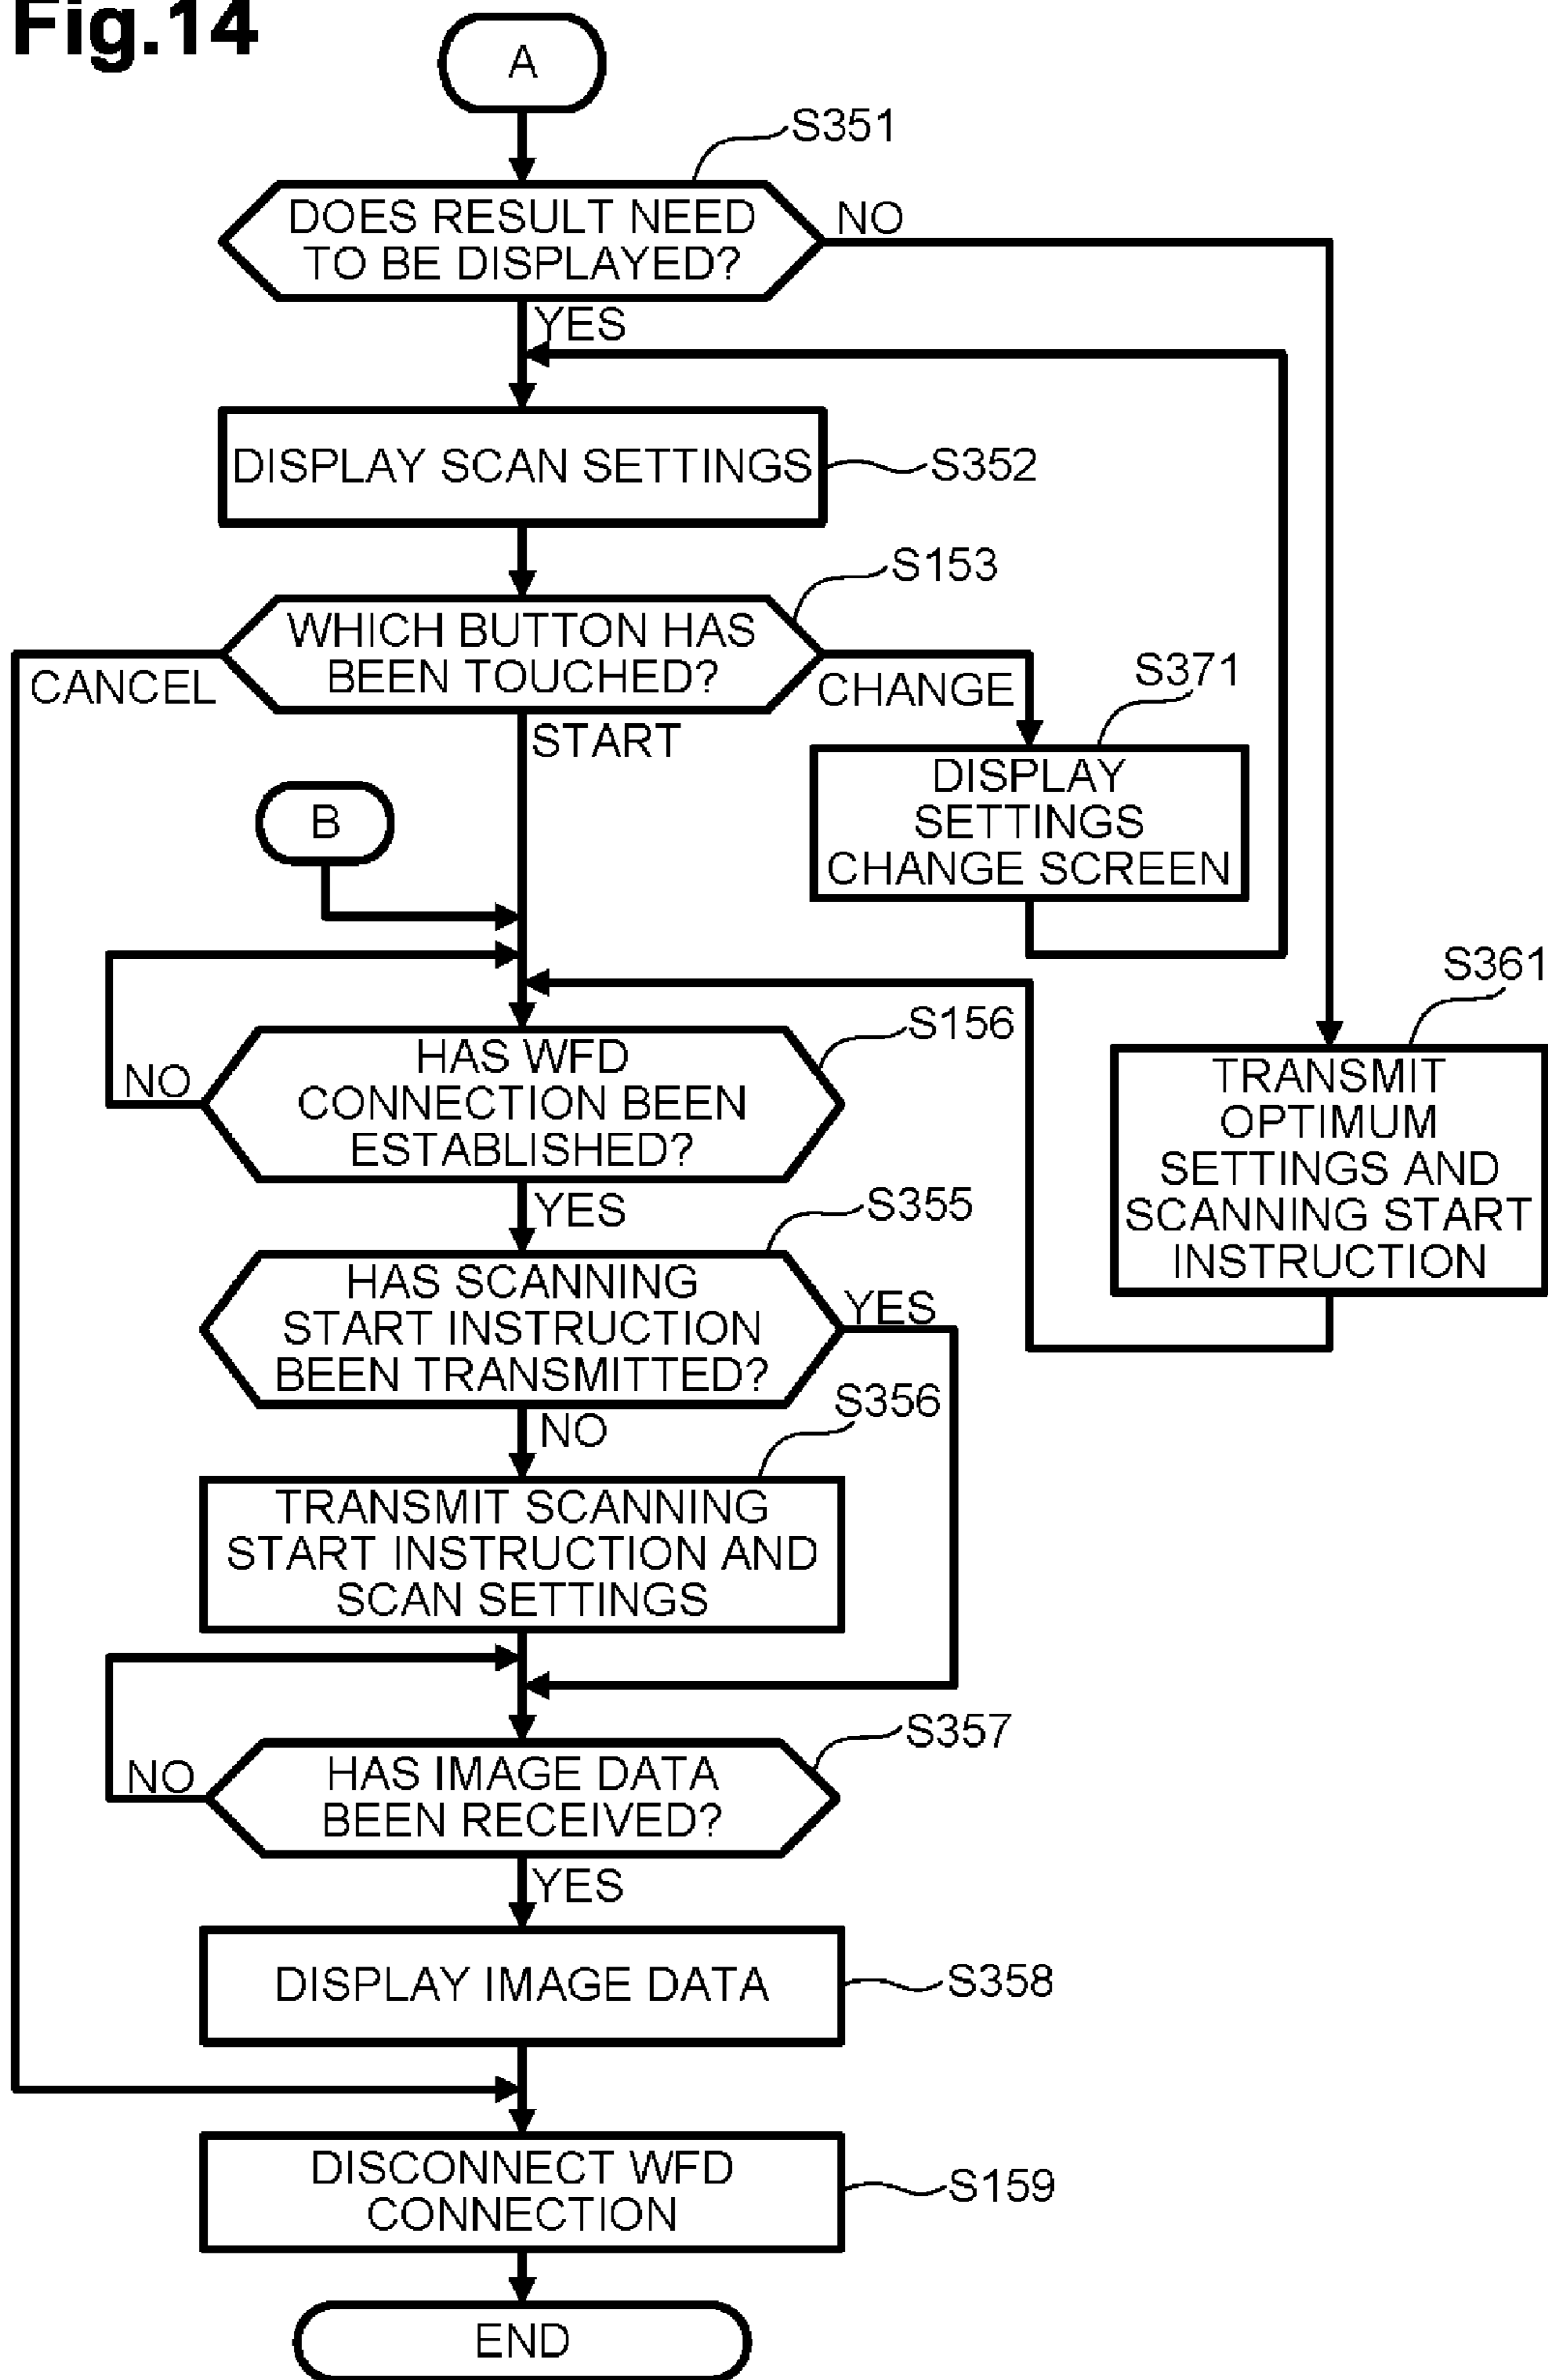 Fig.14
A
S351
DOES RESULT NEED
TO BE DISPLAYED?
NO
YES
DISPLAY SCAN SETTINGS
S352
S153
WHICH BUTTON HAS
BEEN TOUCHED?
CANCEL
CHANGE
START
S371
DISPLAY
SETTINGS
CHANGE SCREEN
B
S361
TRANSMIT
OPTIMUM
SETTINGS AND
SCANNING START
INSTRUCTION
S156
HAS WFD
CONNECTION BEEN
ESTABLISHED?
NO
YES
S355
HAS SCANNING
START INSTRUCTION
BEEN TRANSMITTED?
YES
NO
S356
TRANSMIT SCANNING
START INSTRUCTION AND
SCAN SETTINGS
S357
HAS IMAGE DATA
BEEN RECEIVED?
NO
YES
DISPLAY IMAGE DATA
S358
DISCONNECT WFD
CONNECTION
S159
END